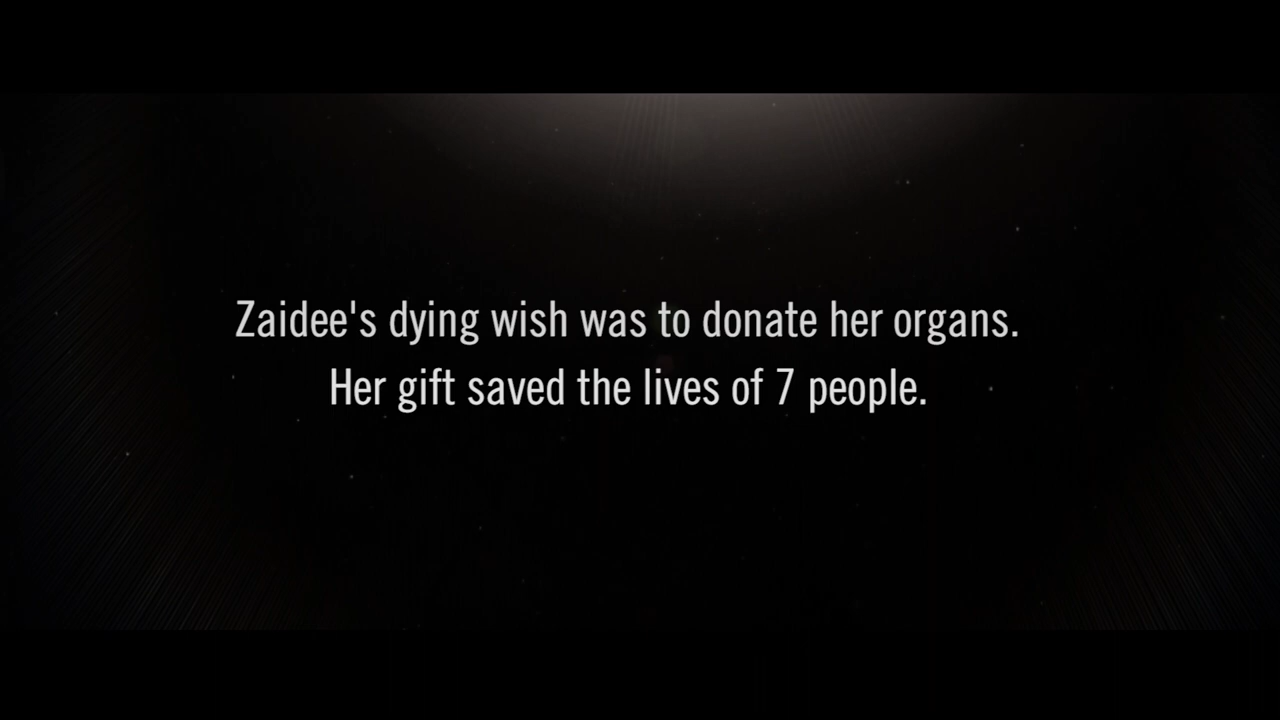 Zaidee's dying wish was to donate her organs.
Her gift saved the lives of 7 people.